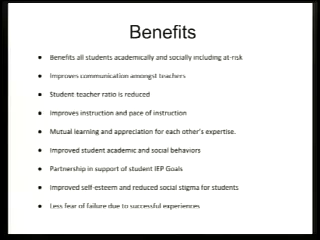 Benefits
Benefits all students academically and socially including at-risk
Improves communication amongst teachers
Student-teacher ratio is reduced
Improves instruction and pace of instruction
Mutual learning and appreciation for each other's expertise.
Improved student academic and social behaviors
Partnership in support of student IEP Goals
Improved self-esteem and reduced social stigma for students
Less fear of failure due to successful experiences